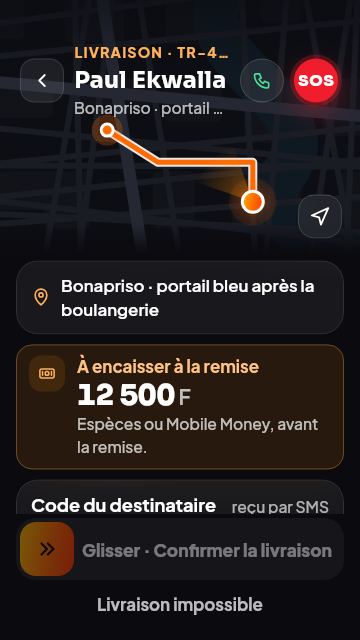 LIVRAISON · TR-4…
Paul Ekwalla
SOS
Bonapriso · portail …
Bonapriso · portail bleu après la
boulangerie
À encaisser à la remise
12 500 F
Espèces ou Mobile Money, avant
la remise.
Code du destinataire reçu par SMS
Glisser · Confirmer la livraison
Livraison impossible